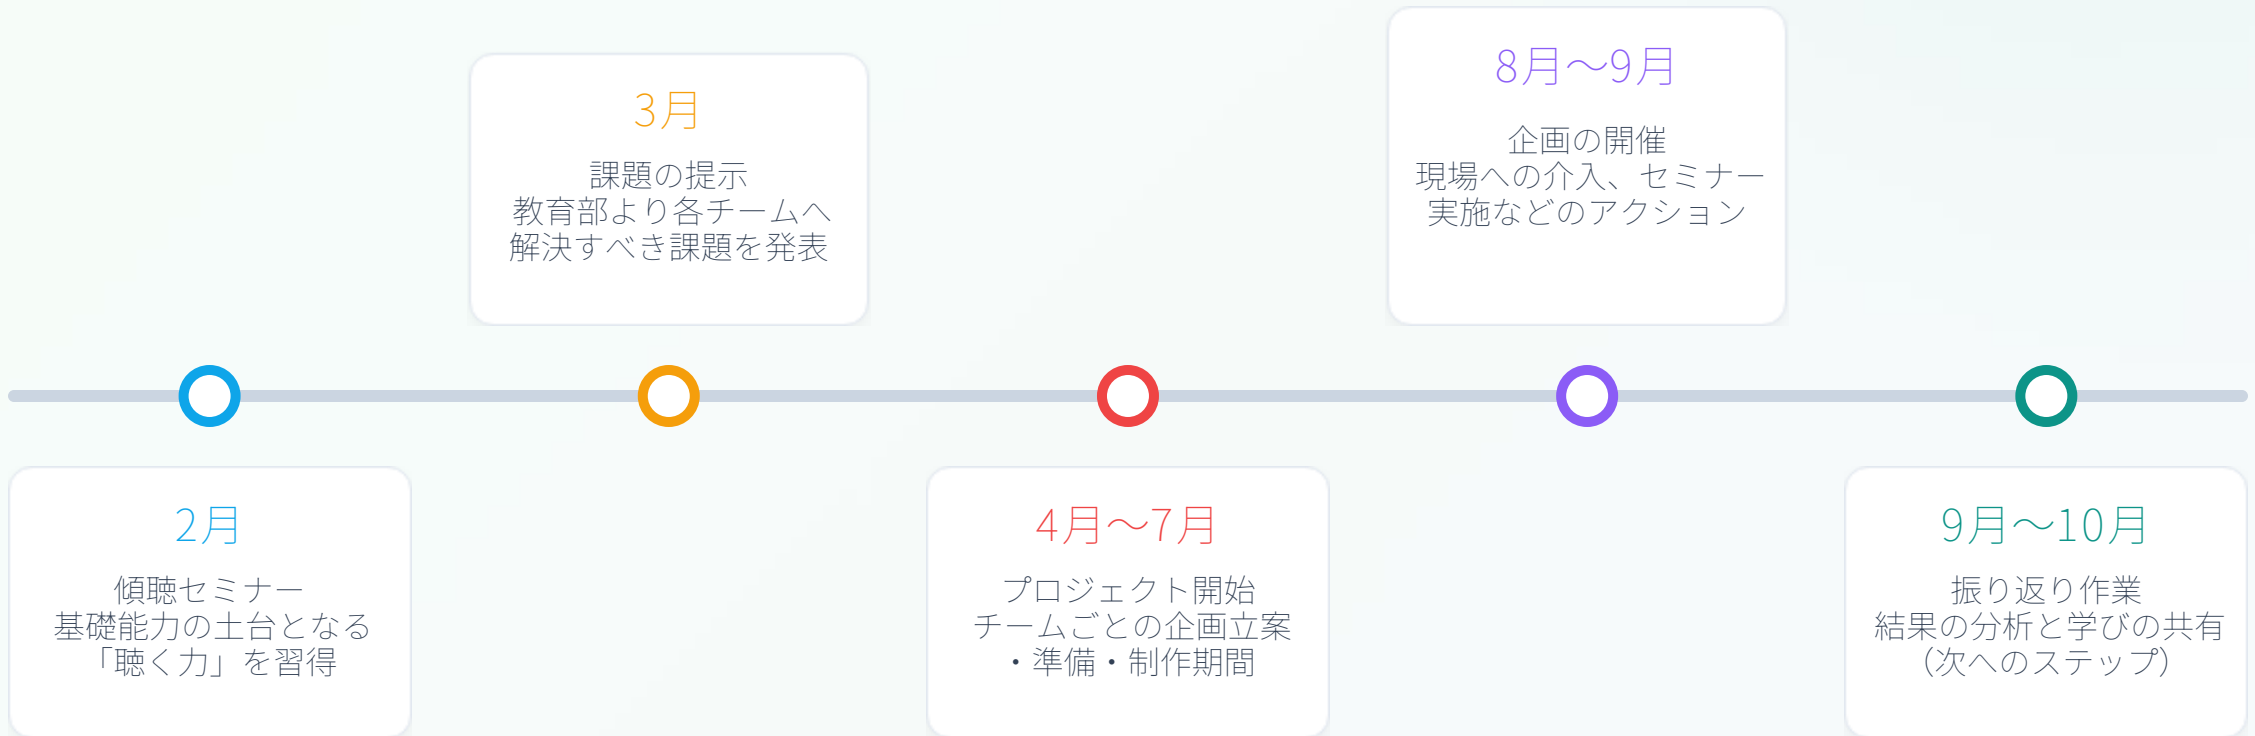 2月
傾聴セミナー
基礎能力の土台となる
「聴く力」を習得
3月
課題の提示
教育部より各チームへ
解決すべき課題を発表
4月〜7月
プロジェクト開始
チームごとの企画立案
・準備・制作期間
8月〜9月
企画の開催
現場への介入、セミナー
実施などのアクション
9月〜10月
振り返り作業
結果の分析と学びの共有
（次へのステップ）